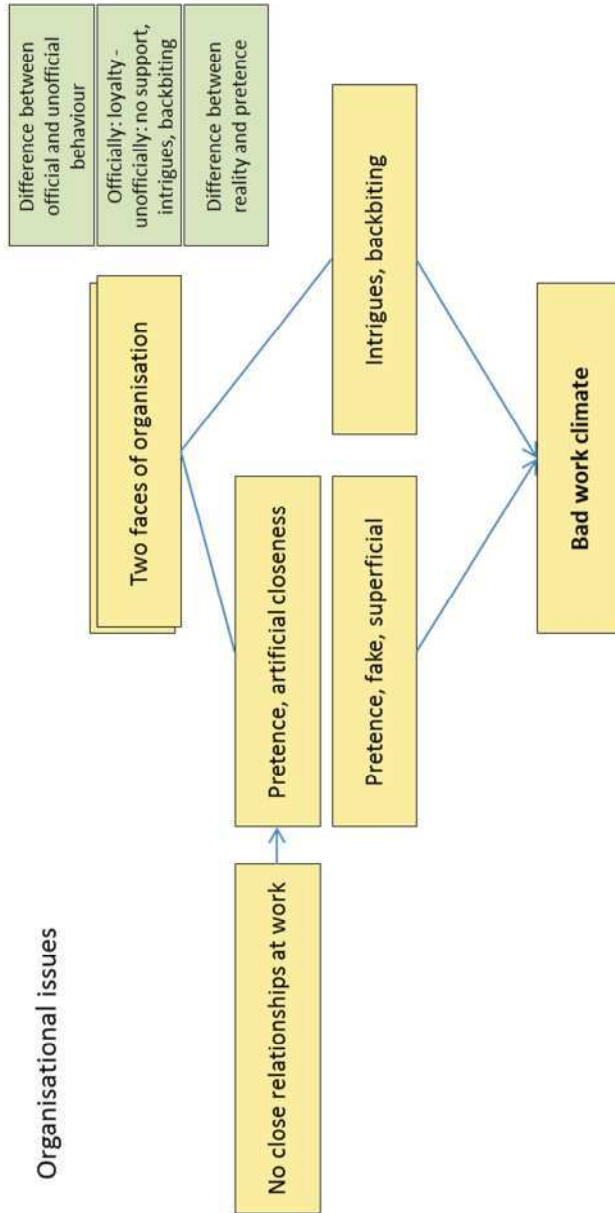 Organisational issues
Two faces of organisation
Difference between
official and unofficial
behaviour
Officially: loyalty -
unofficially: no support,
intrigues, backbiting
Difference between
reality and pretence
No close relationships at work
Pretence, artificial closeness
Pretence, fake, superficial
Intrigues, backbiting
Bad work climate